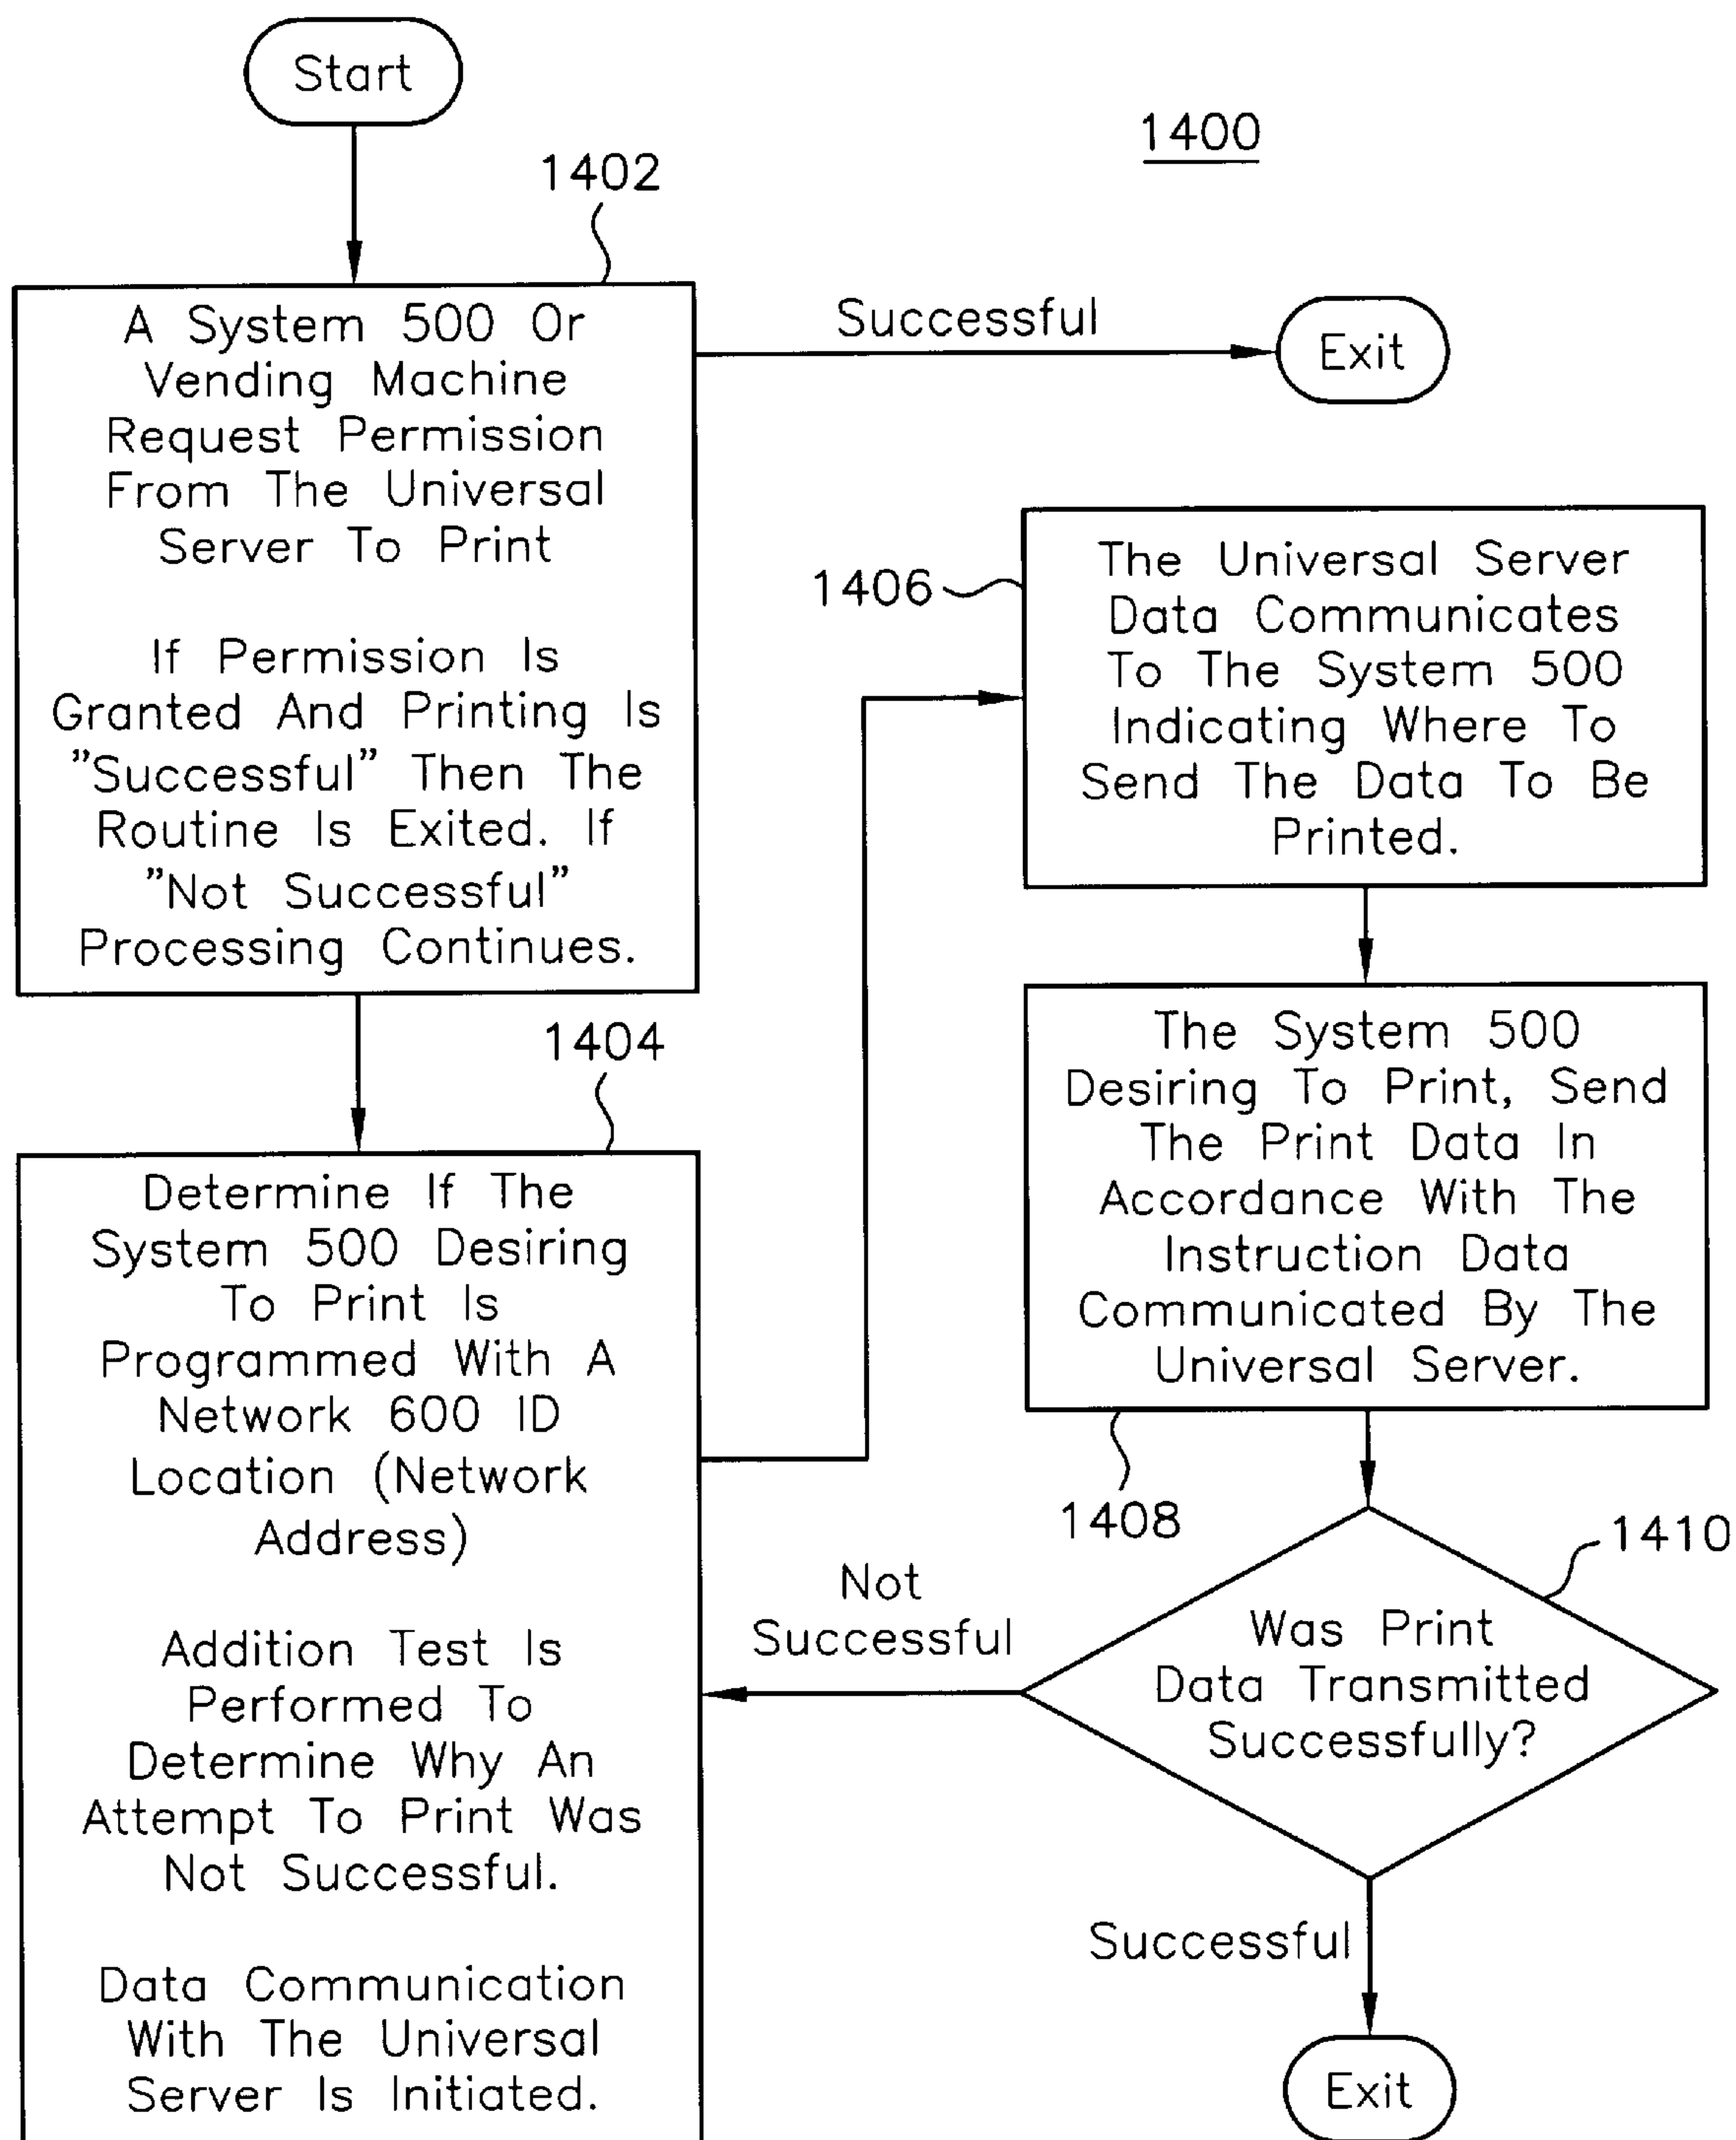 Start
1400
1402
A System 500 Or
Vending Machine
Request Permission
From The Universal
Server To Print
If Permission Is
Granted And Printing Is
"Successful" Then The
Routine Is Exited. If
"Not Successful"
Processing Continues.
Successful
Exit
1404
Determine If The
System 500 Desiring
To Print Is
Programmed With A
Network 600 ID
Location (Network
Address)
Addition Test Is
Performed To
Determine Why An
Attempt To Print Was
Not Successful.
Data Communication
With The Universal
Server Is Initiated.
1406
The Universal Server
Data Communicates
To The System 500
Indicating Where To
Send The Data To Be
Printed.
The System 500
Desiring To Print, Send
The Print Data In
Accordance With The
Instruction Data
Communicated By The
Universal Server.
1408
1410
Was Print
Data Transmitted
Successfully?
Not
Successful
Successful
Exit